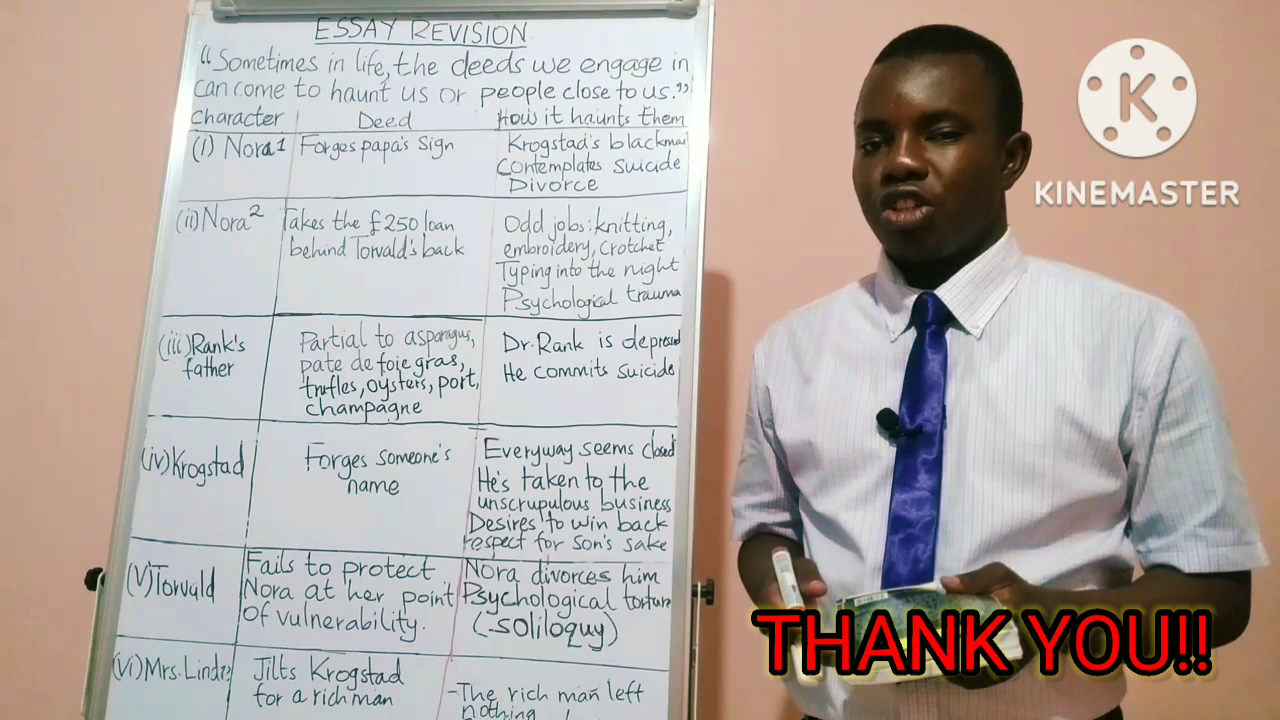 ESSAY REVISION
"Sometimes in life, the deeds we engage in
can come to haunt us or people close to us."
Character Deed How it haunts them
(i) Nora 1 Forges papa's sign
Krogstad's blackmai
Contemplates suicide
Divorce
(ii) Nora 2
Takes the £250 loan
behind Torvald's back
Odd jobs: knitting,
embroidery, crotchet
Typing into the night
Psychological trauma
(iii) Rank's
father
Partial to asparagus,
pate de foie gras,
trufles, oysters, port,
champagne
Dr. Rank is depressed
He commits suicide
(iv) Krogstad
Forges someone's
name
Everyway seems closed
He's taken to the
unscrupulous business
Desires to win back
respect for son's sake
(V) Torvald
Fails to protect
Nora at her point
of vulnerability.
Nora divorces him
Psychological torture
(-soliloquy)
(vi) Mrs. Linde
Jilts Krogstad
for a rich man
-The rich man left
nothing
K
KINEMASTER
THANK YOU!!